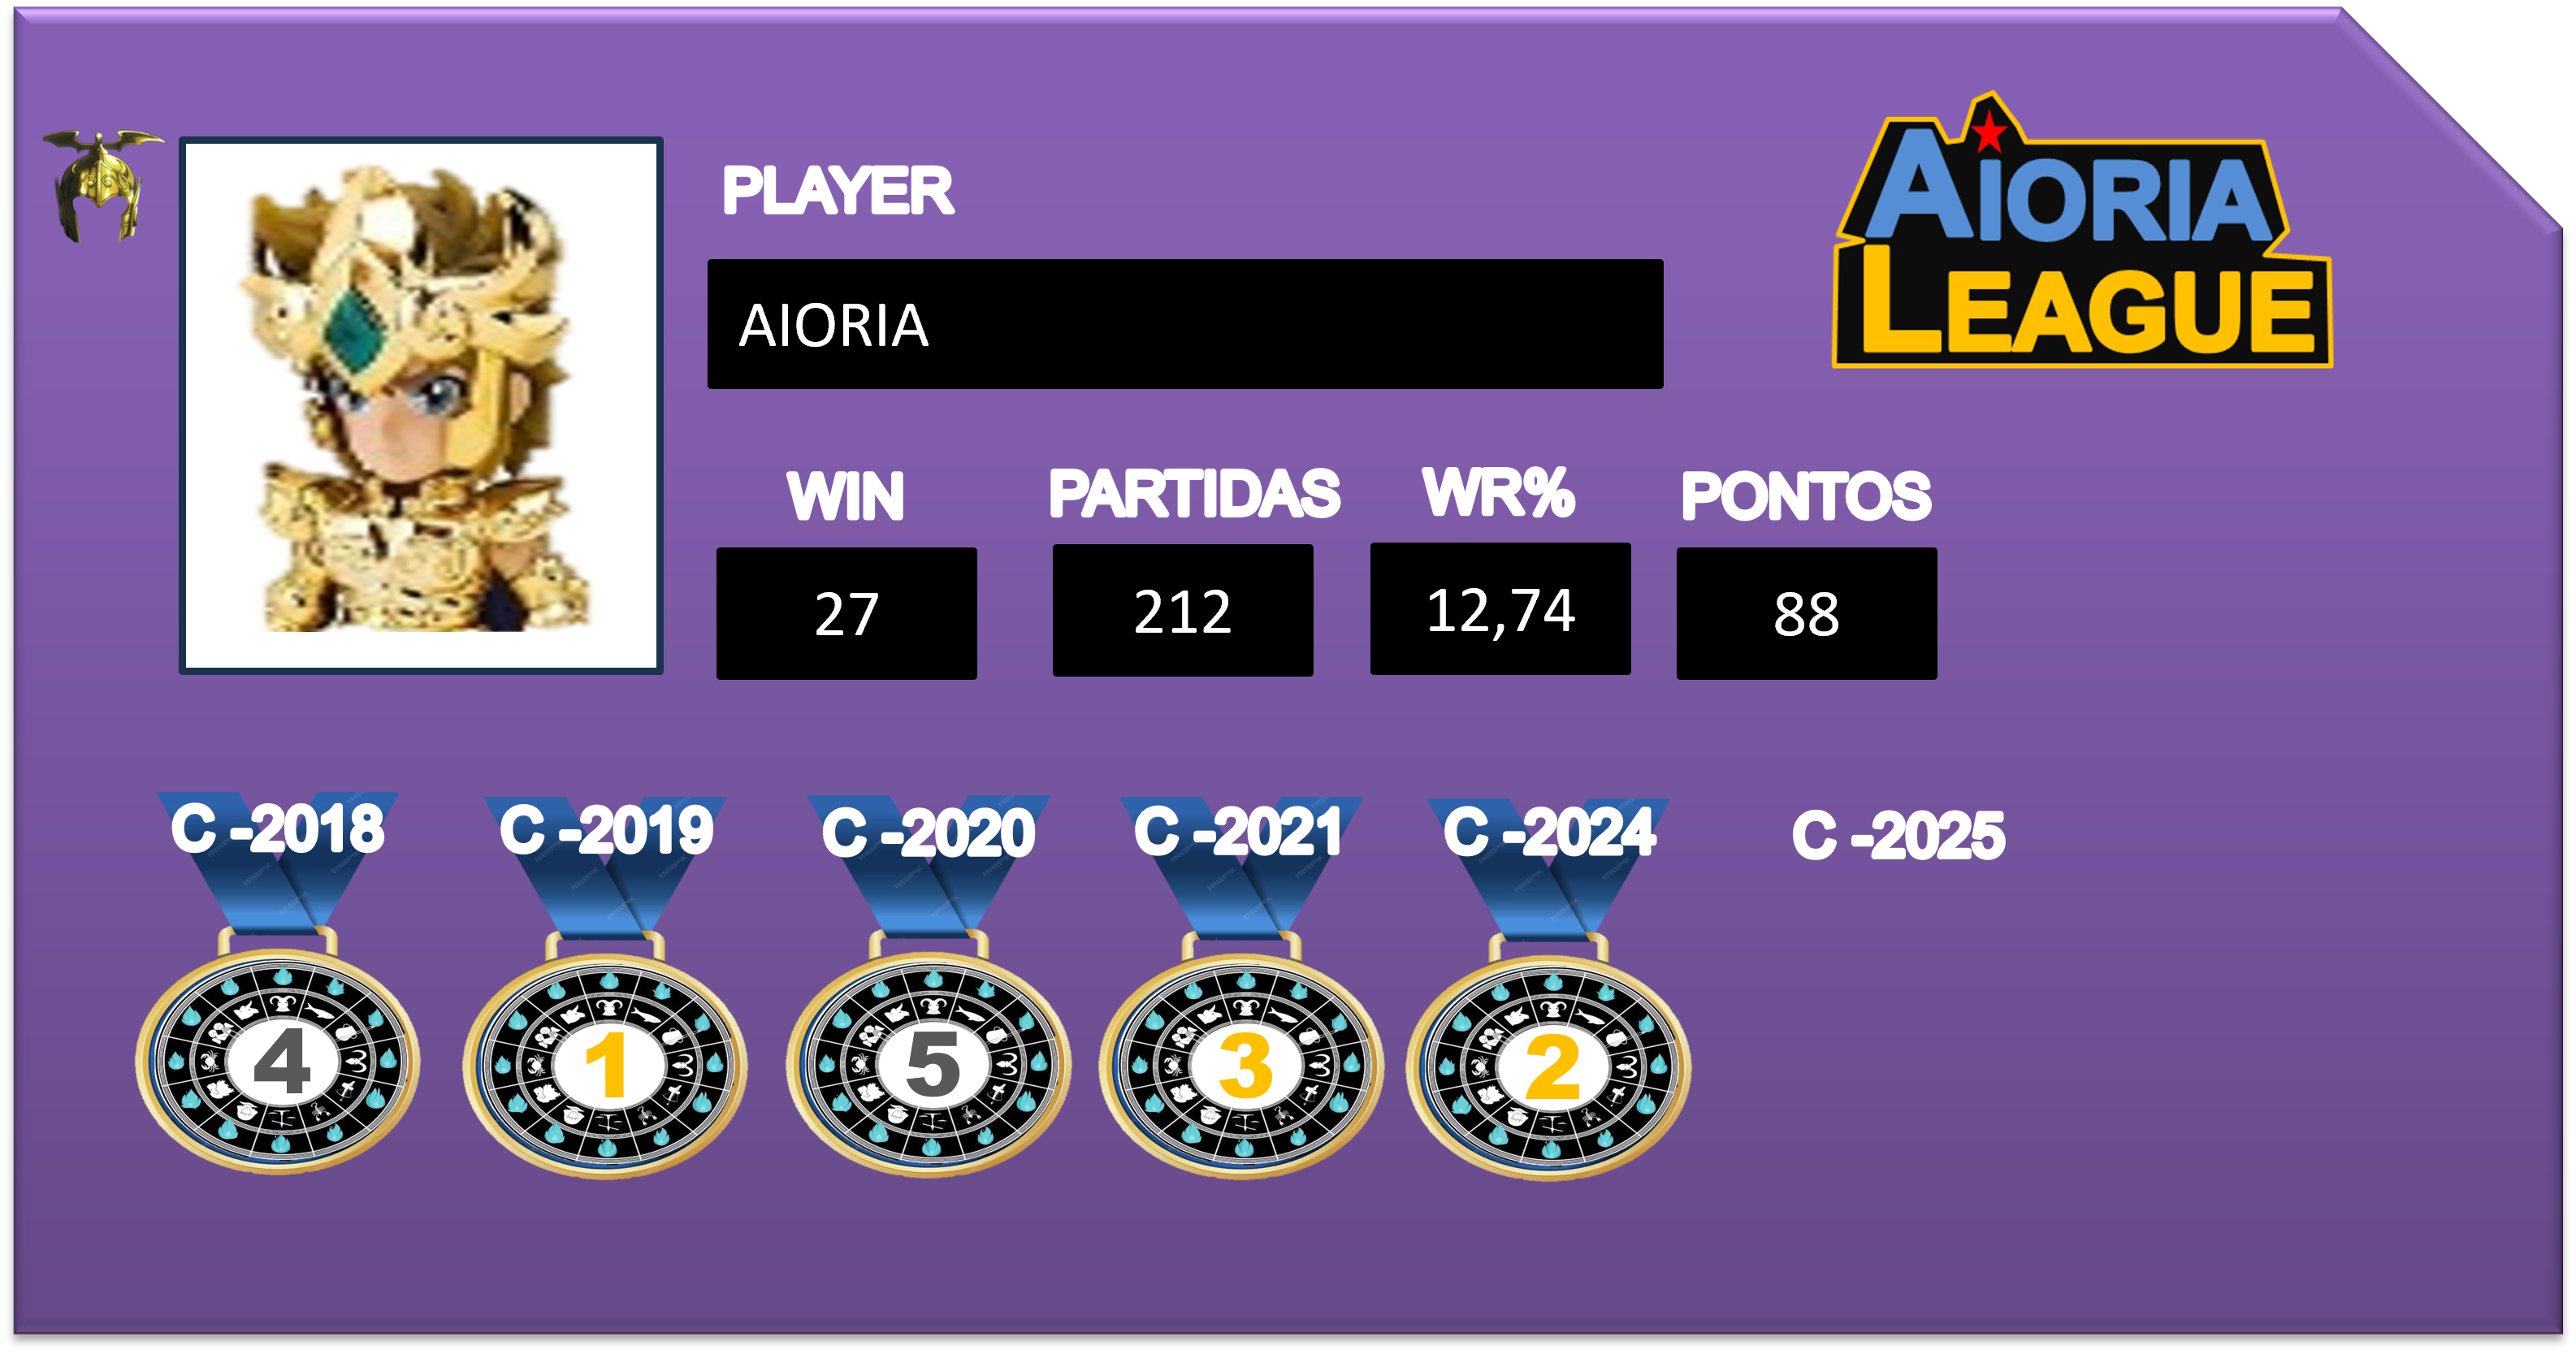 PLAYER
AIORIA
AIORIA
LEAGUE
WIN
PARTIDAS
WR%
PONTOS
27
212
12,74
88
C -2018
C -2019
C -2020
C -2021
C -2024
C -2025
4
1
5
3
2